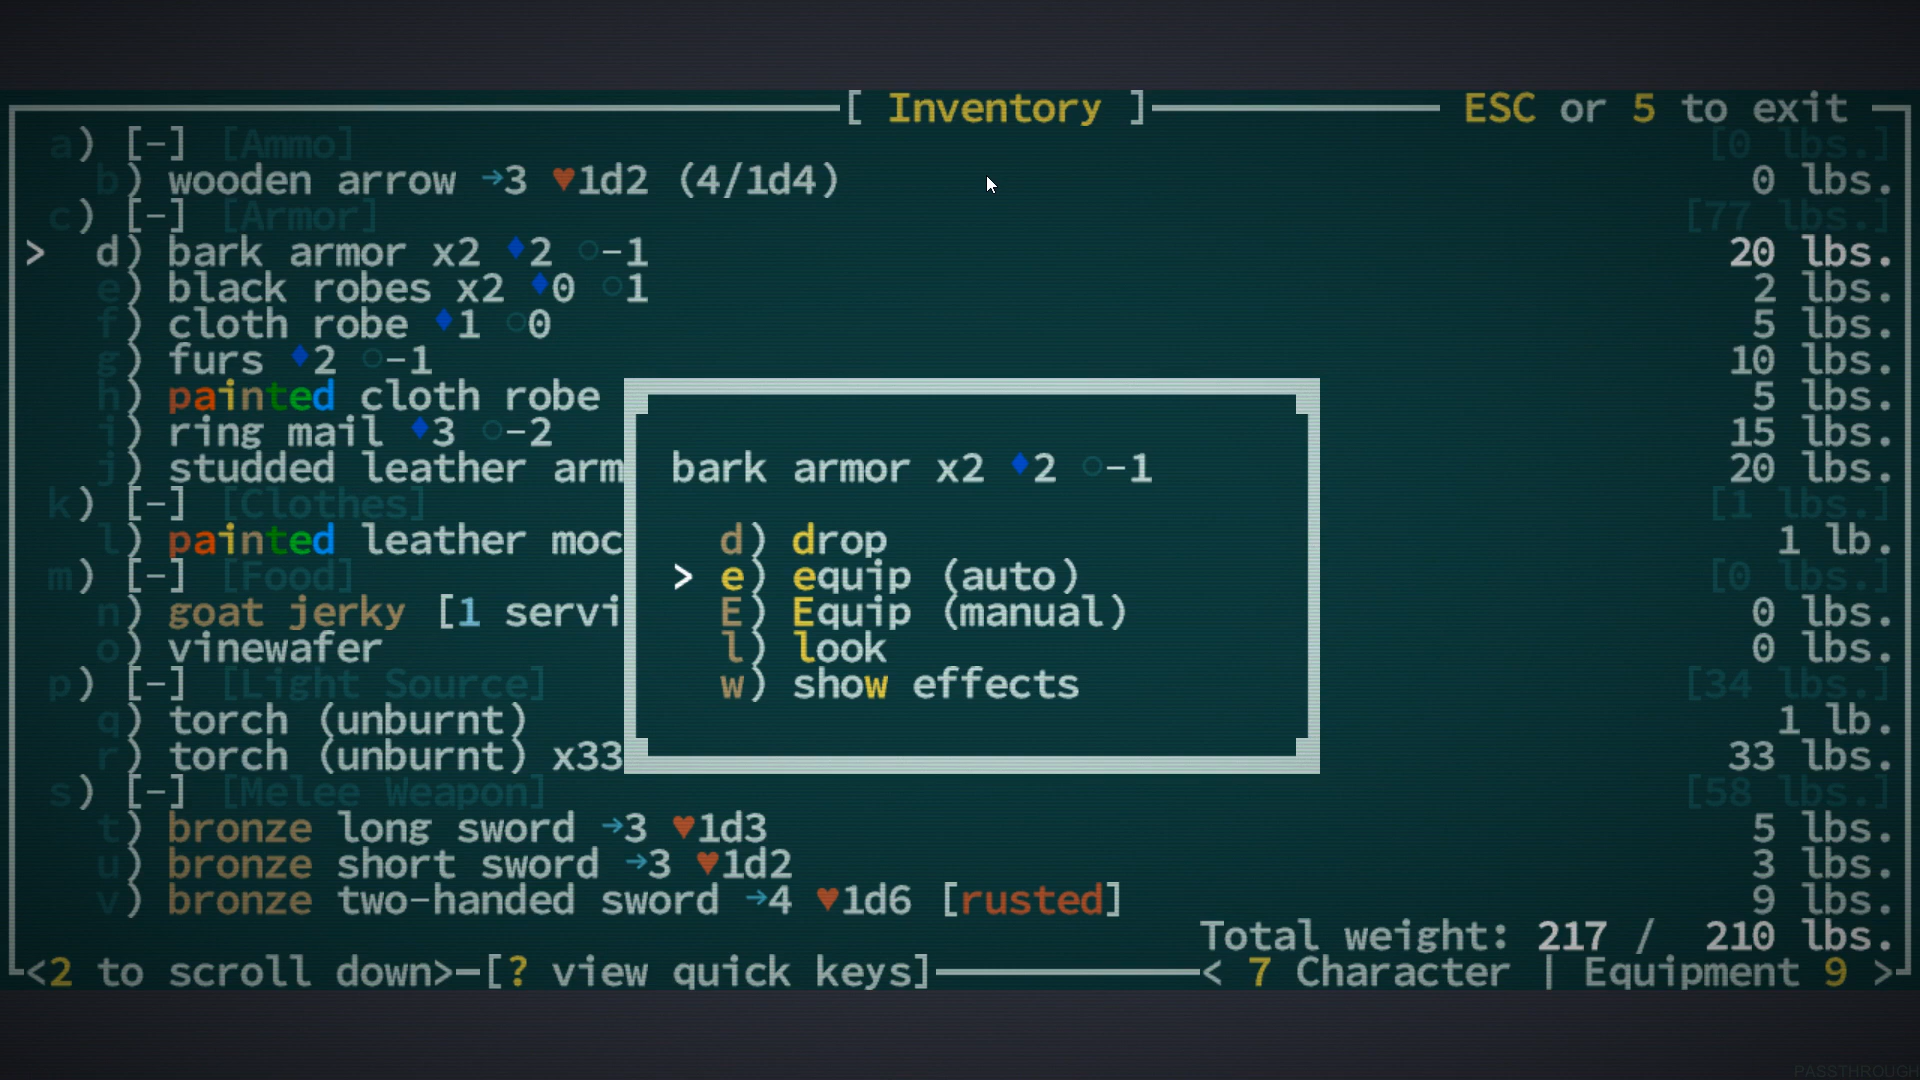 [ Inventory ] ESC or 5 to exit
a) [-] [Ammo] [0 lbs.]
b) wooden arrow →3 ♥1d2 (4/1d4) 0 lbs.
c) [-] [Armor] [77 lbs.]
> d) bark armor x2 ♦2 ○-1 20 lbs.
e) black robes x2 ♦0 ○1 2 lbs.
f) cloth robe ♦1 ○0 5 lbs.
g) furs ♦2 ○-1 10 lbs.
h) painted cloth robe 5 lbs.
i) ring mail ♦3 ○-2 15 lbs.
j) studded leather arm 20 lbs.
k) [-] [Clothes] [1 lbs.]
l) painted leather moc 1 lb.
m) [-] [Food] [0 lbs.]
n) goat jerky [1 servi 0 lbs.
o) vinewafer 0 lbs.
p) [-] [Light Source] [34 lbs.]
q) torch (unburnt) 1 lb.
r) torch (unburnt) x33 33 lbs.
s) [-] [Melee Weapon] [58 lbs.]
t) bronze long sword →3 ♥1d3 5 lbs.
u) bronze short sword →3 ♥1d2 3 lbs.
v) bronze two-handed sword →4 ♥1d6 [rusted] 9 lbs.
bark armor x2 ♦2 ○-1
d) drop
> e) equip (auto)
E) Equip (manual)
l) look
w) show effects
Total weight: 217 / 210 lbs.
<2 to scroll down> [? view quick keys] < 7 Character | Equipment 9 >
PASSTHROUGH